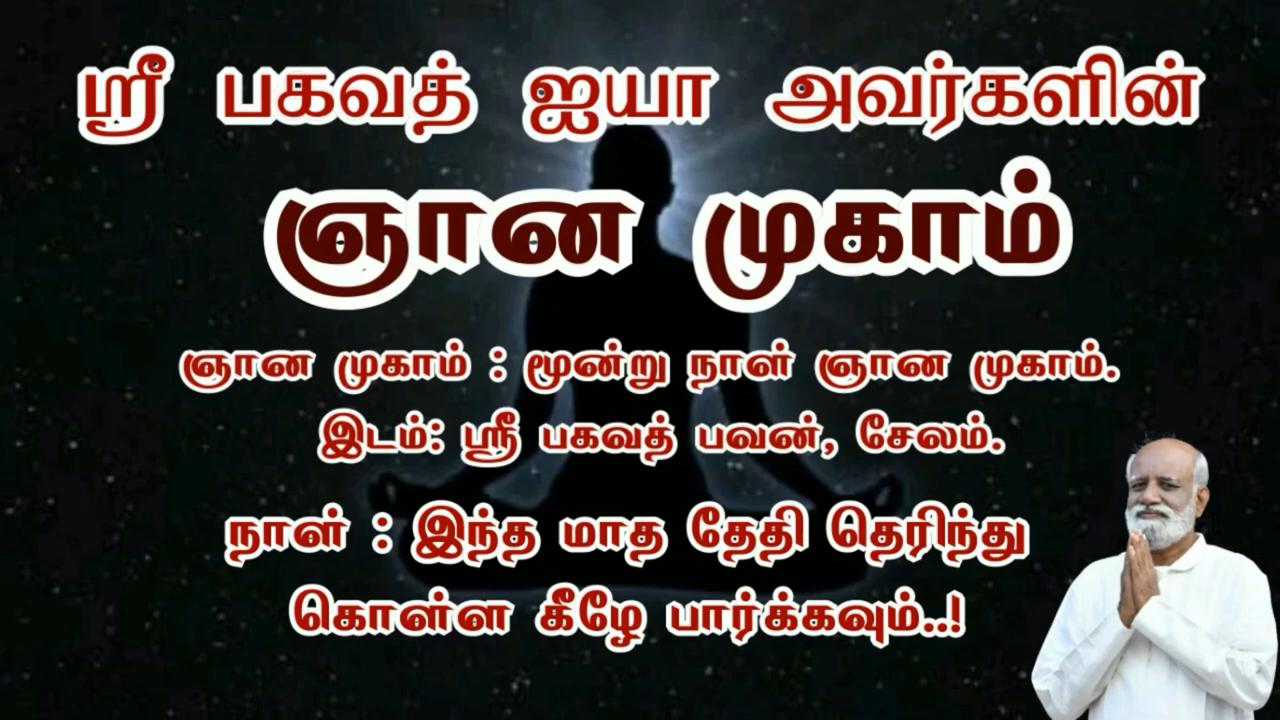 ஸ்ரீ பகவத் ஐயா அவர்களின்
ஞான முகாம்
ஞான முகாம் : மூன்று நாள் ஞான முகாம்.
இடம்: ஸ்ரீ பகவத் பவன், சேலம்.
நாள் : இந்த மாத தேதி தெரிந்து
கொள்ள கீழே பார்க்கவும்..!